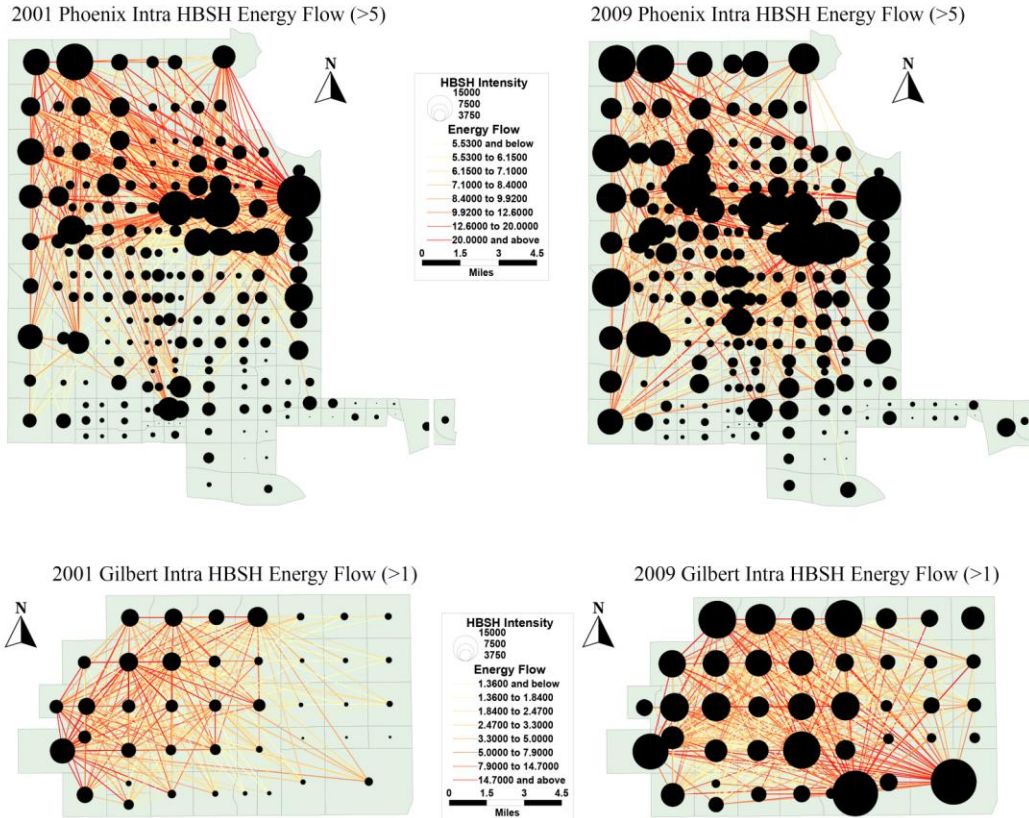 2001 Phoenix Intra HBSH Energy Flow (>5)
2009 Phoenix Intra HBSH Energy Flow (>5)
N
HBSH Intensity
15000
7500
3750
Energy Flow
5.5300 and below
5.5300 to 6.1500
6.1500 to 7.1000
7.1000 to 8.4000
8.4000 to 9.9200
9.9200 to 12.6000
12.6000 to 20.0000
20.0000 and above
0 1.5 3 4.5
Miles
N
2001 Gilbert Intra HBSH Energy Flow (>1)
2009 Gilbert Intra HBSH Energy Flow (>1)
N
HBSH Intensity
15000
7500
3750
Energy Flow
1.3600 and below
1.3600 to 1.8400
1.8400 to 2.4700
2.4700 to 3.3000
3.3000 to 5.0000
5.0000 to 7.9000
7.9000 to 14.7000
14.7000 and above
0 1.5 3 4.5
Miles
N